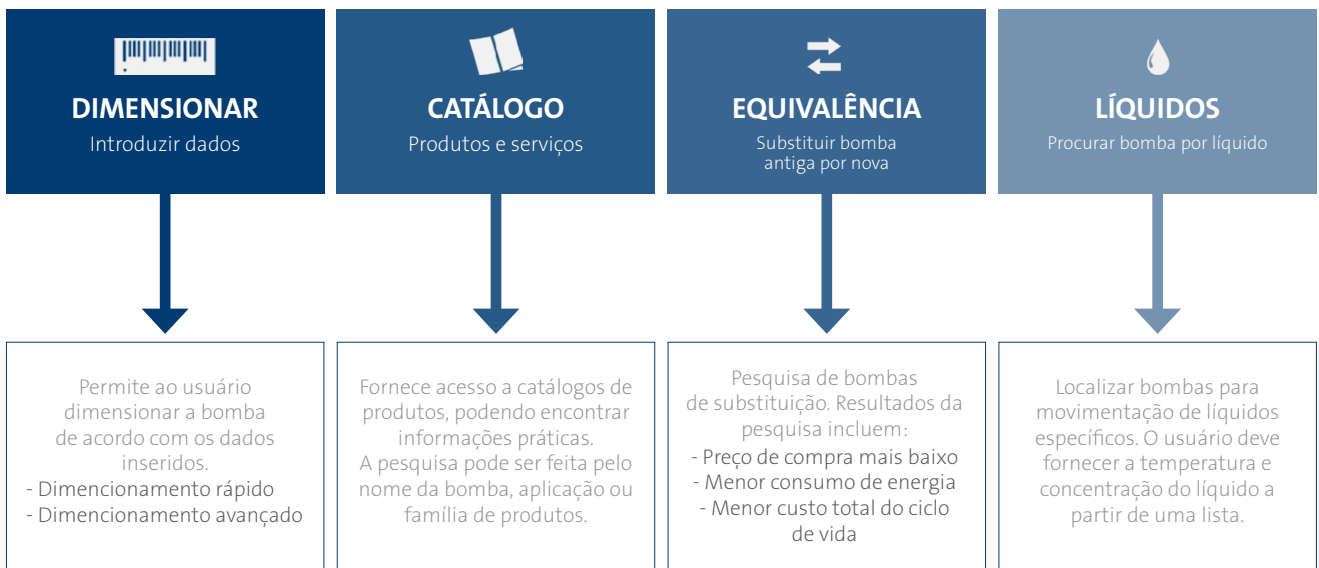 DIMENSIONAR
Introduzir dados
CATÁLOGO
Produtos e serviços
EQUIVALÊNCIA
Substituir bomba
antiga por nova
LÍQUIDOS
Procurar bomba por líquido
Permite ao usuário
dimensionar a bomba
de acordo com os dados
inseridos.
- Dimencionamento rápido
- Dimencionamento avançado
Fornece acesso a catálogos de
produtos, podendo encontrar
informações práticas.
A pesquisa pode ser feita pelo
nome da bomba, aplicação ou
família de produtos.
Pesquisa de bombas
de substituição. Resultados da
pesquisa incluem:
- Preço de compra mais baixo
- Menor consumo de energia
- Menor custo total do ciclo
de vida
Localizar bombas para
movimentação de líquidos
específicos. O usuário deve
fornecer a temperatura e
concentração do líquido a
partir de uma lista.